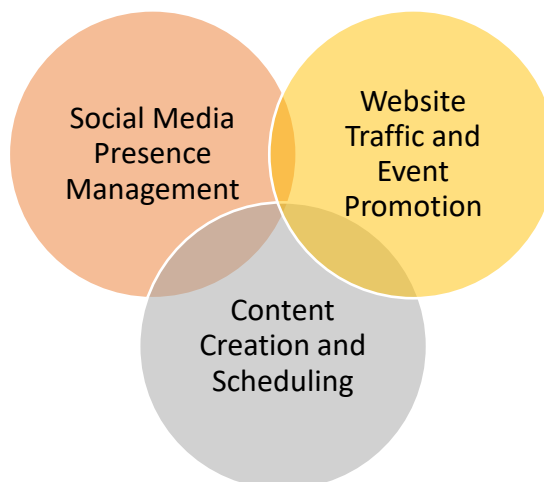 Social Media
Presence
Management
Website
Traffic and
Event
Promotion
Content
Creation and
Scheduling